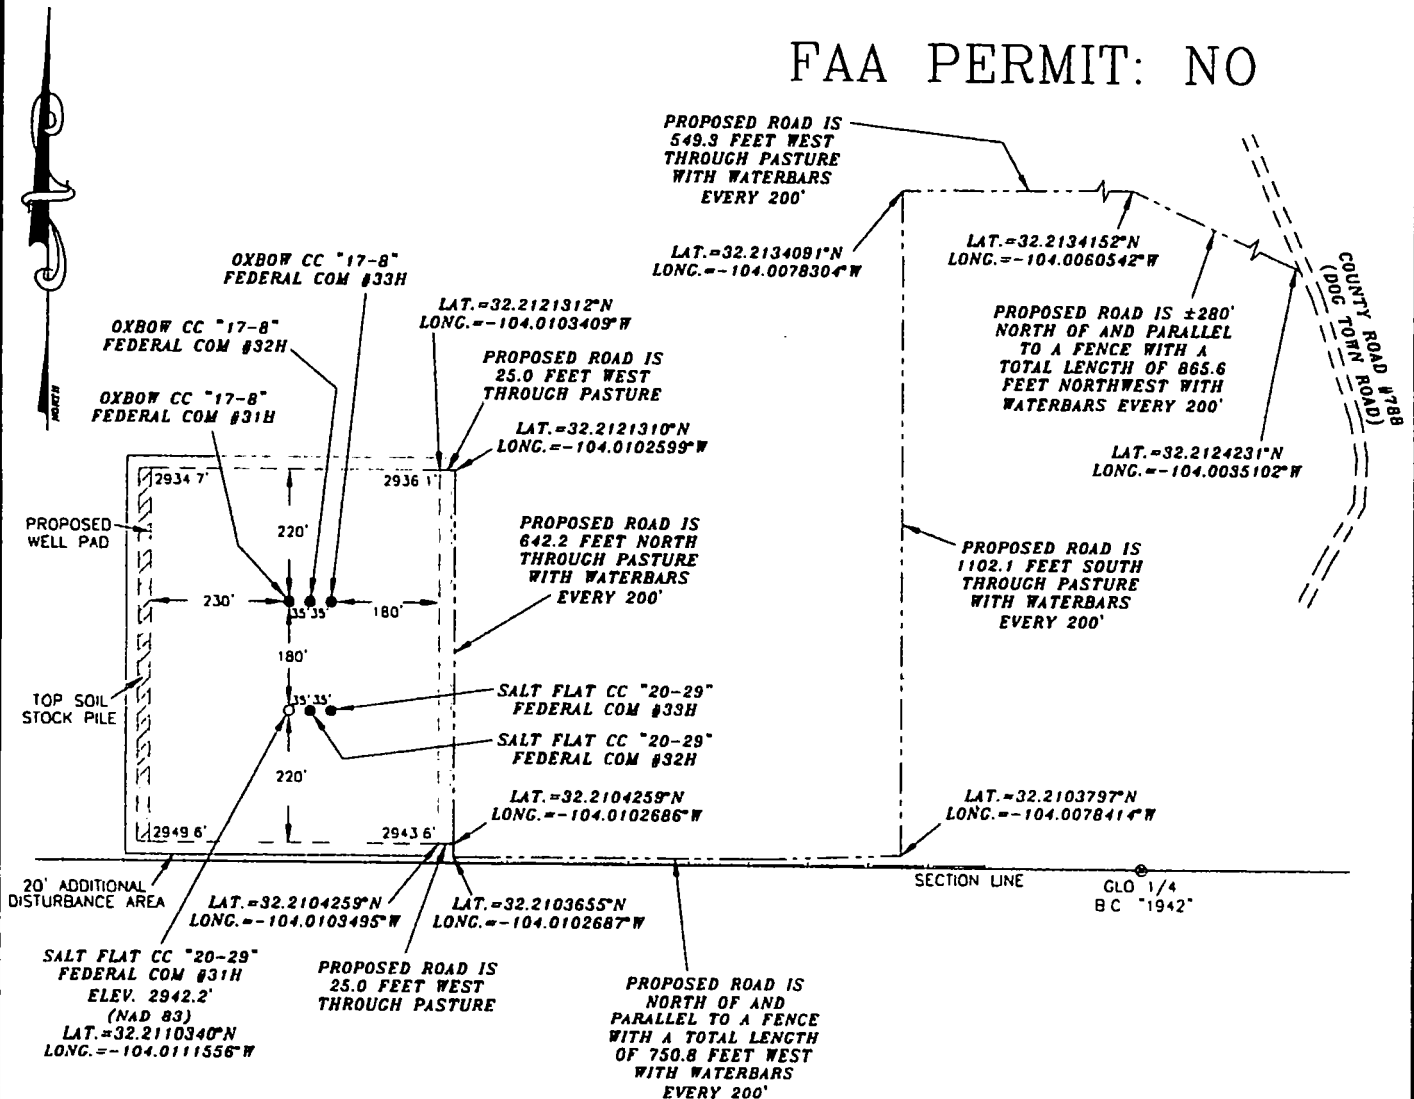 FAA PERMIT: NO
PROPOSED ROAD IS
549.3 FEET WEST
THROUGH PASTURE
WITH WATERBARS
EVERY 200'
LAT.=32.2134091°N
LONG.=-104.0078304°W
LAT.=32.2134152°N
LONG.=-104.0060542°W
COUNTY ROAD #788
(DOG TOWN ROAD)
PROPOSED ROAD IS ±280'
NORTH OF AND PARALLEL
TO A FENCE WITH A
TOTAL LENGTH OF 865.6
FEET NORTHWEST WITH
WATERBARS EVERY 200'
LAT.=32.2124231°N
LONG.=-104.0035102°W
OXBOW CC "17-8"
FEDERAL COM #33H
OXBOW CC "17-8"
FEDERAL COM #32H
OXBOW CC "17-8"
FEDERAL COM #31H
NORTH
LAT.=32.2121312°N
LONG.=-104.0103409°W
PROPOSED ROAD IS
25.0 FEET WEST
THROUGH PASTURE
LAT.=32.2121310°N
LONG.=-104.0102599°W
2934.7'
2936.1'
PROPOSED
WELL PAD
220'
230'
35' 35'
180'
180'
PROPOSED ROAD IS
642.2 FEET NORTH
THROUGH PASTURE
WITH WATERBARS
EVERY 200'
PROPOSED ROAD IS
1102.1 FEET SOUTH
THROUGH PASTURE
WITH WATERBARS
EVERY 200'
TOP SOIL
STOCK PILE
35' 35'
SALT FLAT CC "20-29"
FEDERAL COM #33H
SALT FLAT CC "20-29"
FEDERAL COM #32H
220'
2949.6'
2943.6'
LAT.=32.2104259°N
LONG.=-104.0102686°W
LAT.=32.2103797°N
LONG.=-104.0078414°W
SECTION LINE
GLO 1/4
BC "1942"
20' ADDITIONAL
DISTURBANCE AREA
LAT.=32.2104259°N
LONG.=-104.0103495°W
LAT.=32.2103655°N
LONG.=-104.0102687°W
SALT FLAT CC "20-29"
FEDERAL COM #31H
ELEV. 2942.2'
(NAD 83)
LAT.=32.2110340°N
LONG.=-104.0111556°W
PROPOSED ROAD IS
25.0 FEET WEST
THROUGH PASTURE
PROPOSED ROAD IS
NORTH OF AND
PARALLEL TO A FENCE
WITH A TOTAL LENGTH
OF 750.8 FEET WEST
WITH WATERBARS
EVERY 200'